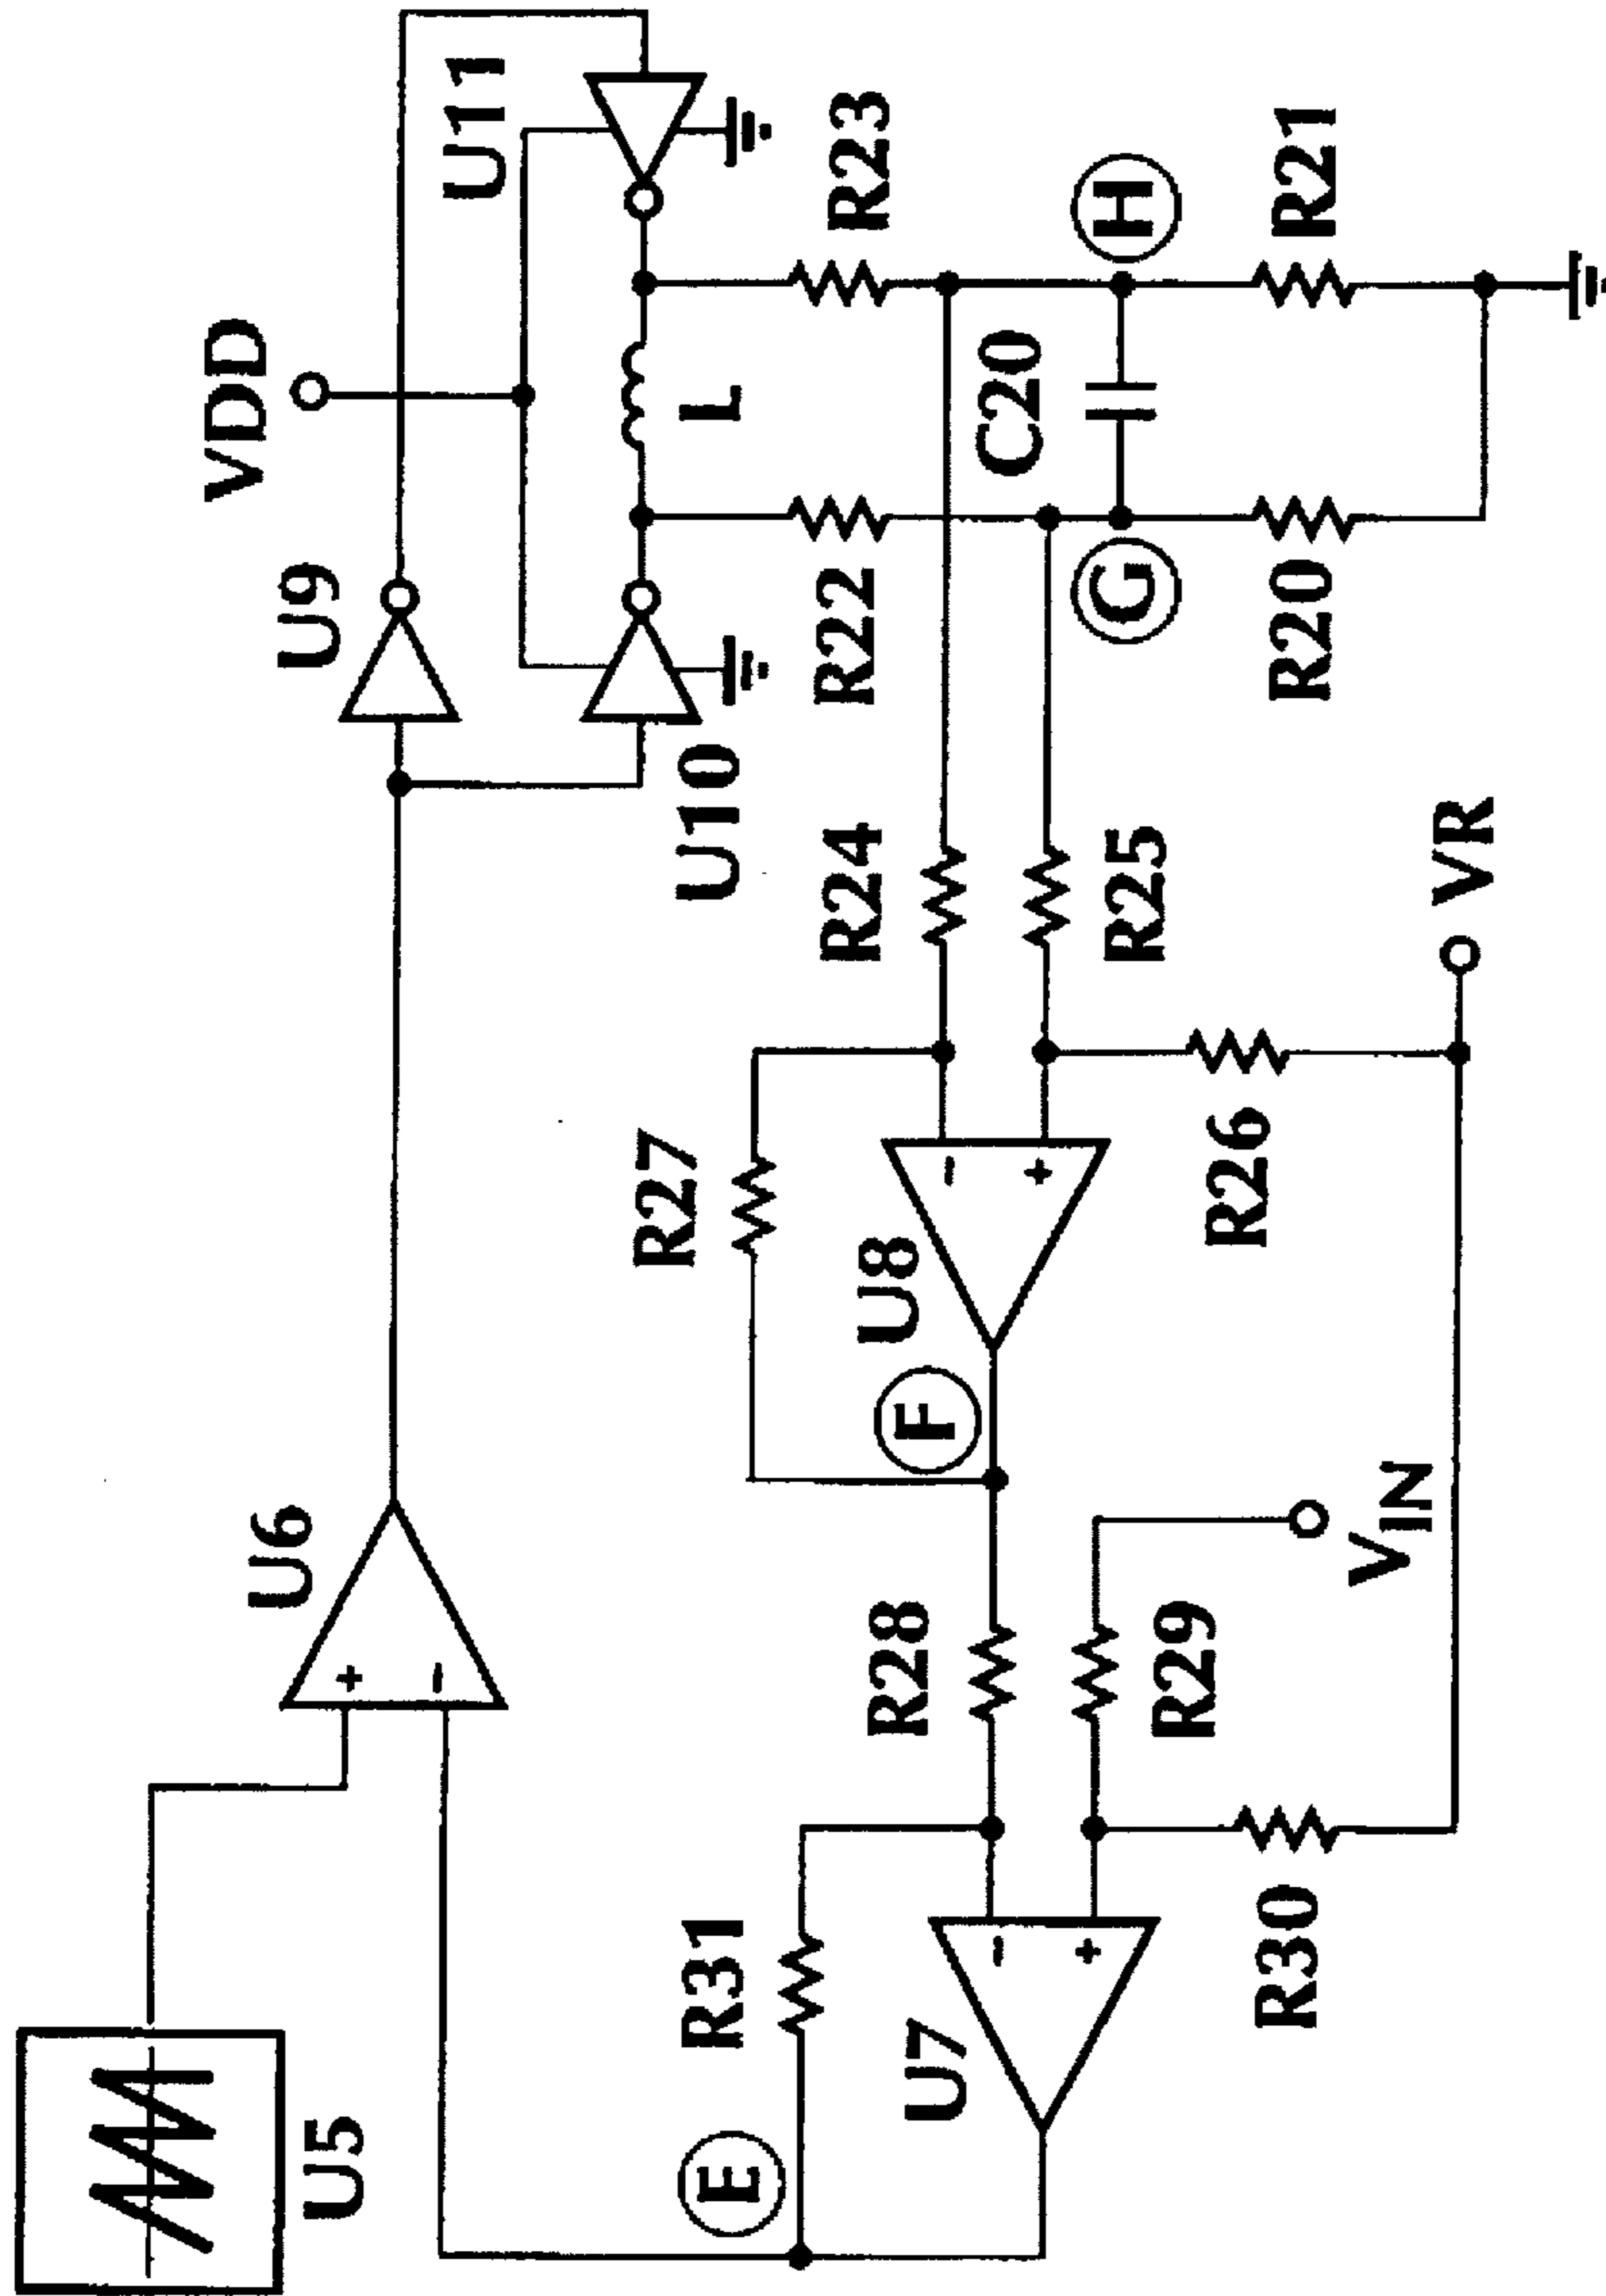 U5
U6
+
−
U9
VDD
U11
U10
L
R31
E
U7
−
+
R30
R28
R29
VIN
F
R27
U8
−
+
R26
R24
R25
VR
R22
R23
C20
G
H
R20
R21